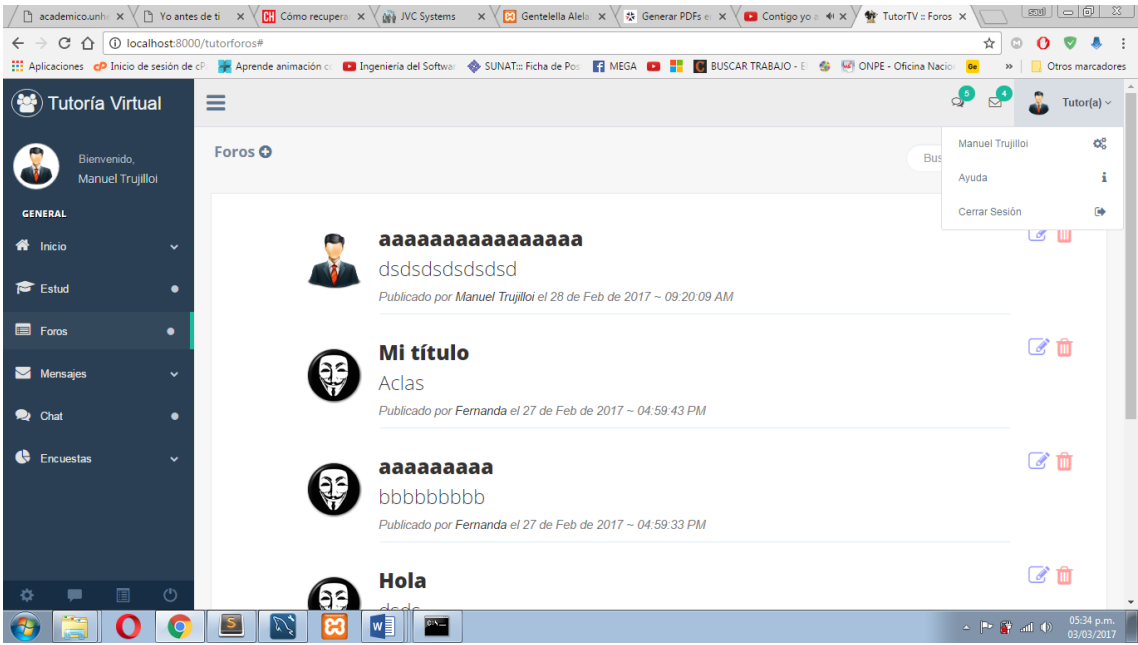 academico.unh
Yo antes de ti
Cómo recupera
JVC Systems
Gentelella Alela
Generar PDFs e
Contigo yo a
TutorTV :: Foros
localhost:8000/tutorforos#
Aplicaciones
cP Inicio de sesión de cP
Aprende animación c
Ingeniería del Softwar
SUNAT::: Ficha de Pos
MEGA
BUSCAR TRABAJO - E
ONPE - Oficina Nacio
Ge
»
Otros marcadores
Tutoría Virtual
5
4
Tutor(a)
Bienvenido,
Manuel Trujilloi
GENERAL
Inicio
Estud
Foros
Mensajes
Chat
Encuestas
Foros
Bus
Manuel Trujilloi
Ayuda
Cerrar Sesión
aaaaaaaaaaaaaaaa
dsdsdsdsdsdsd
Publicado por Manuel Trujilloi el 28 de Feb de 2017 ~ 09:20:09 AM
Mi título
Aclas
Publicado por Fernanda el 27 de Feb de 2017 ~ 04:59:43 PM
aaaaaaaaa
bbbbbbbbb
Publicado por Fernanda el 27 de Feb de 2017 ~ 04:59:33 PM
Hola
dsds
05:34 p.m.
03/03/2017